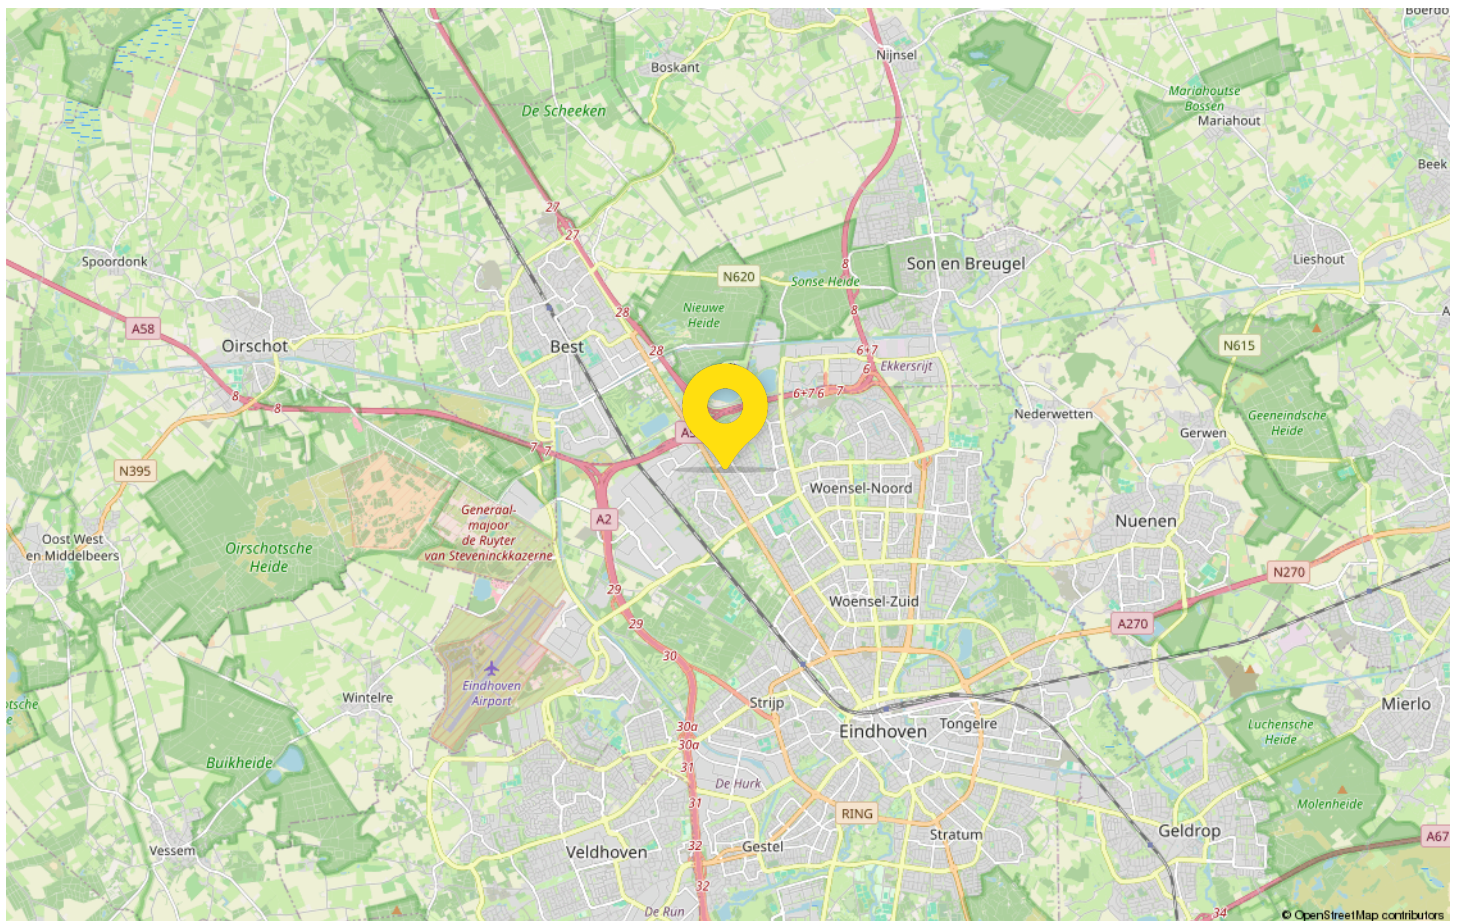 Boerdo
Nijnsel
Boskant
De Scheeken
Mariahoutse
Bossen
Mariahout
Beek
27
27
Spoordonk
8
Son en Breugel
Lieshout
N620
Sonse Heide
Nieuwe
Heide
28
8
A58
Oirschot
Best
28
6+7
6
Ekkersrijt
N615
8
8
6+7
6
7
Nederwetten
Geeneindsche
Heide
Gerwen
7
7
N395
Woensel-Noord
Generaal-
majoor
de Ruyter
van Steveninckkazerne
A2
Nuenen
Oost West
en Middelbeers
Oirschotsche
Heide
N270
29
Woensel-Zuid
29
A270
30
Eindhoven
Airport
Wintelre
Strijp
Mierlo
otsche
e
30a
30a
Eindhoven
Tongelre
Luchensche
Heide
Buikheide
31
De Hurk
31
RING
Molenheide
Stratum
Geldrop
A67
Vessem
Veldhoven
32
Gestel
32
De Run
34
© OpenStreetMap contributors